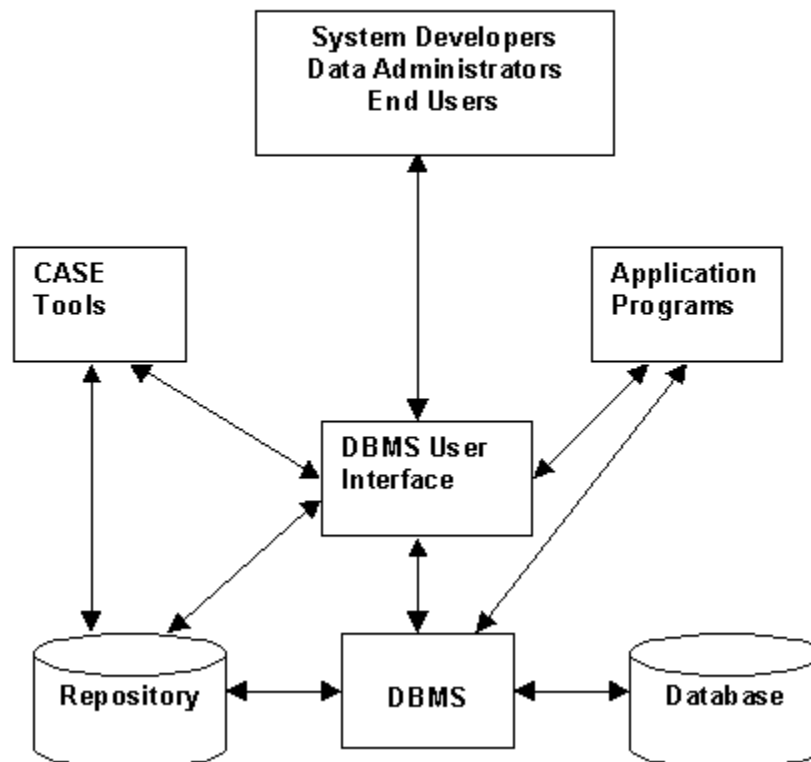 System Developers
Data Administrators
End Users
CASE
Tools
Application
Programs
DBMS User
Interface
Repository
DBMS
Database